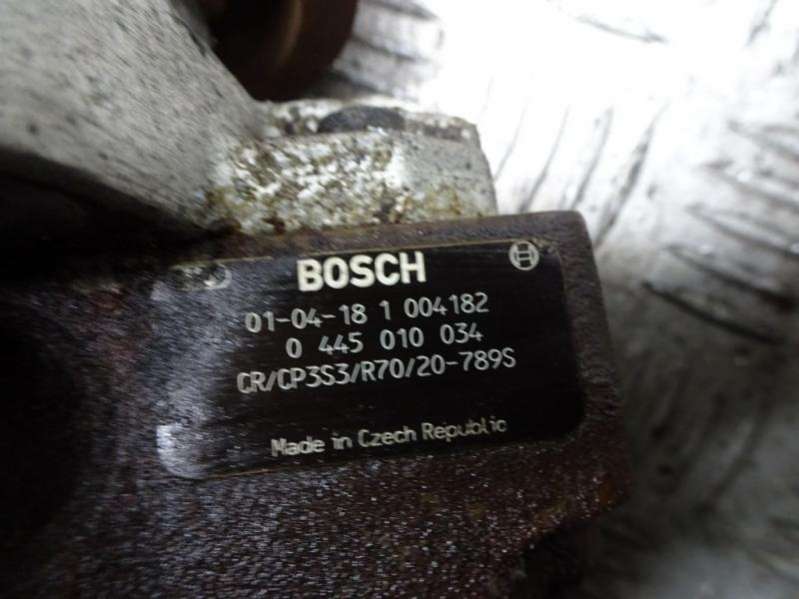 BOSCH
01-04-18 1 004182
0 445 010 034
CR/CP3S3/R70/20-789S
Made in Czech Republic